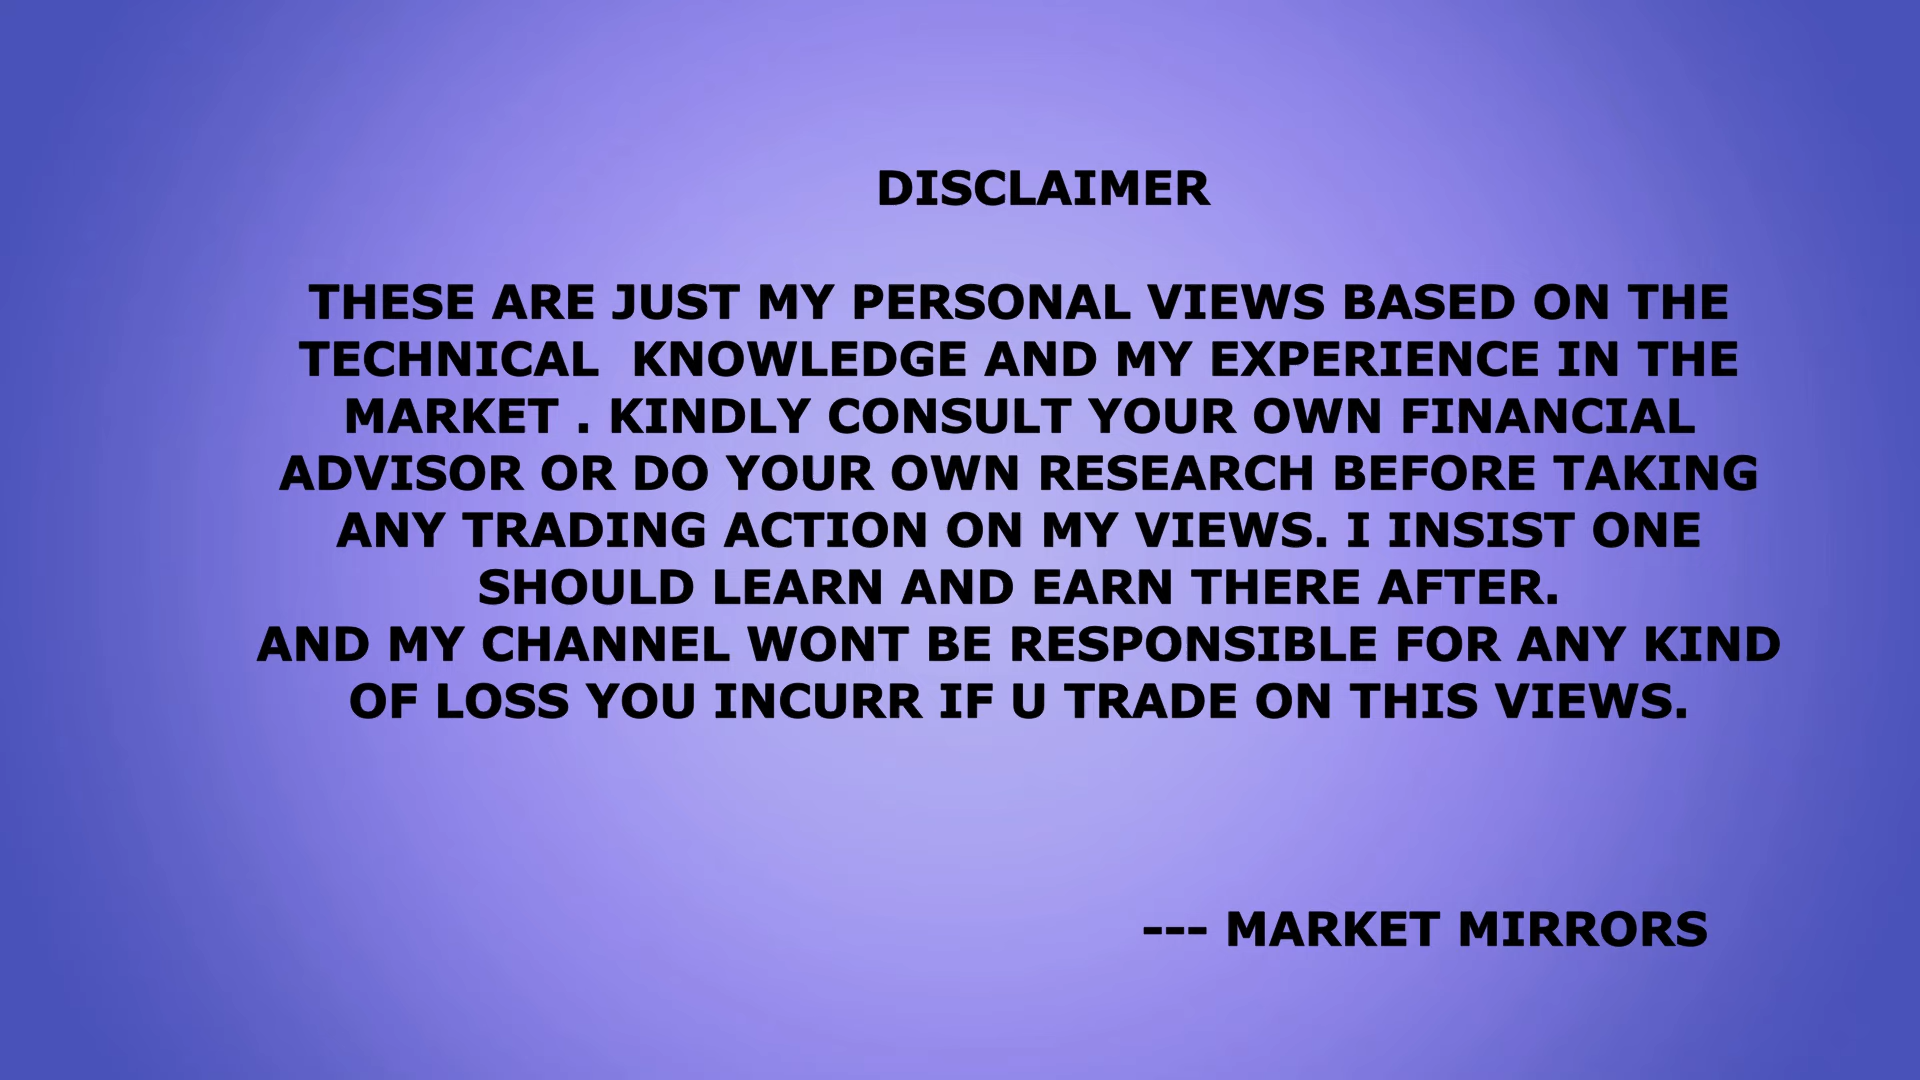 DISCLAIMER
THESE ARE JUST MY PERSONAL VIEWS BASED ON THE
TECHNICAL  KNOWLEDGE AND MY EXPERIENCE IN THE
MARKET . KINDLY CONSULT YOUR OWN FINANCIAL
ADVISOR OR DO YOUR OWN RESEARCH BEFORE TAKING
ANY TRADING ACTION ON MY VIEWS. I INSIST ONE
SHOULD LEARN AND EARN THERE AFTER.
AND MY CHANNEL WONT BE RESPONSIBLE FOR ANY KIND
OF LOSS YOU INCURR IF U TRADE ON THIS VIEWS.
--- MARKET MIRRORS